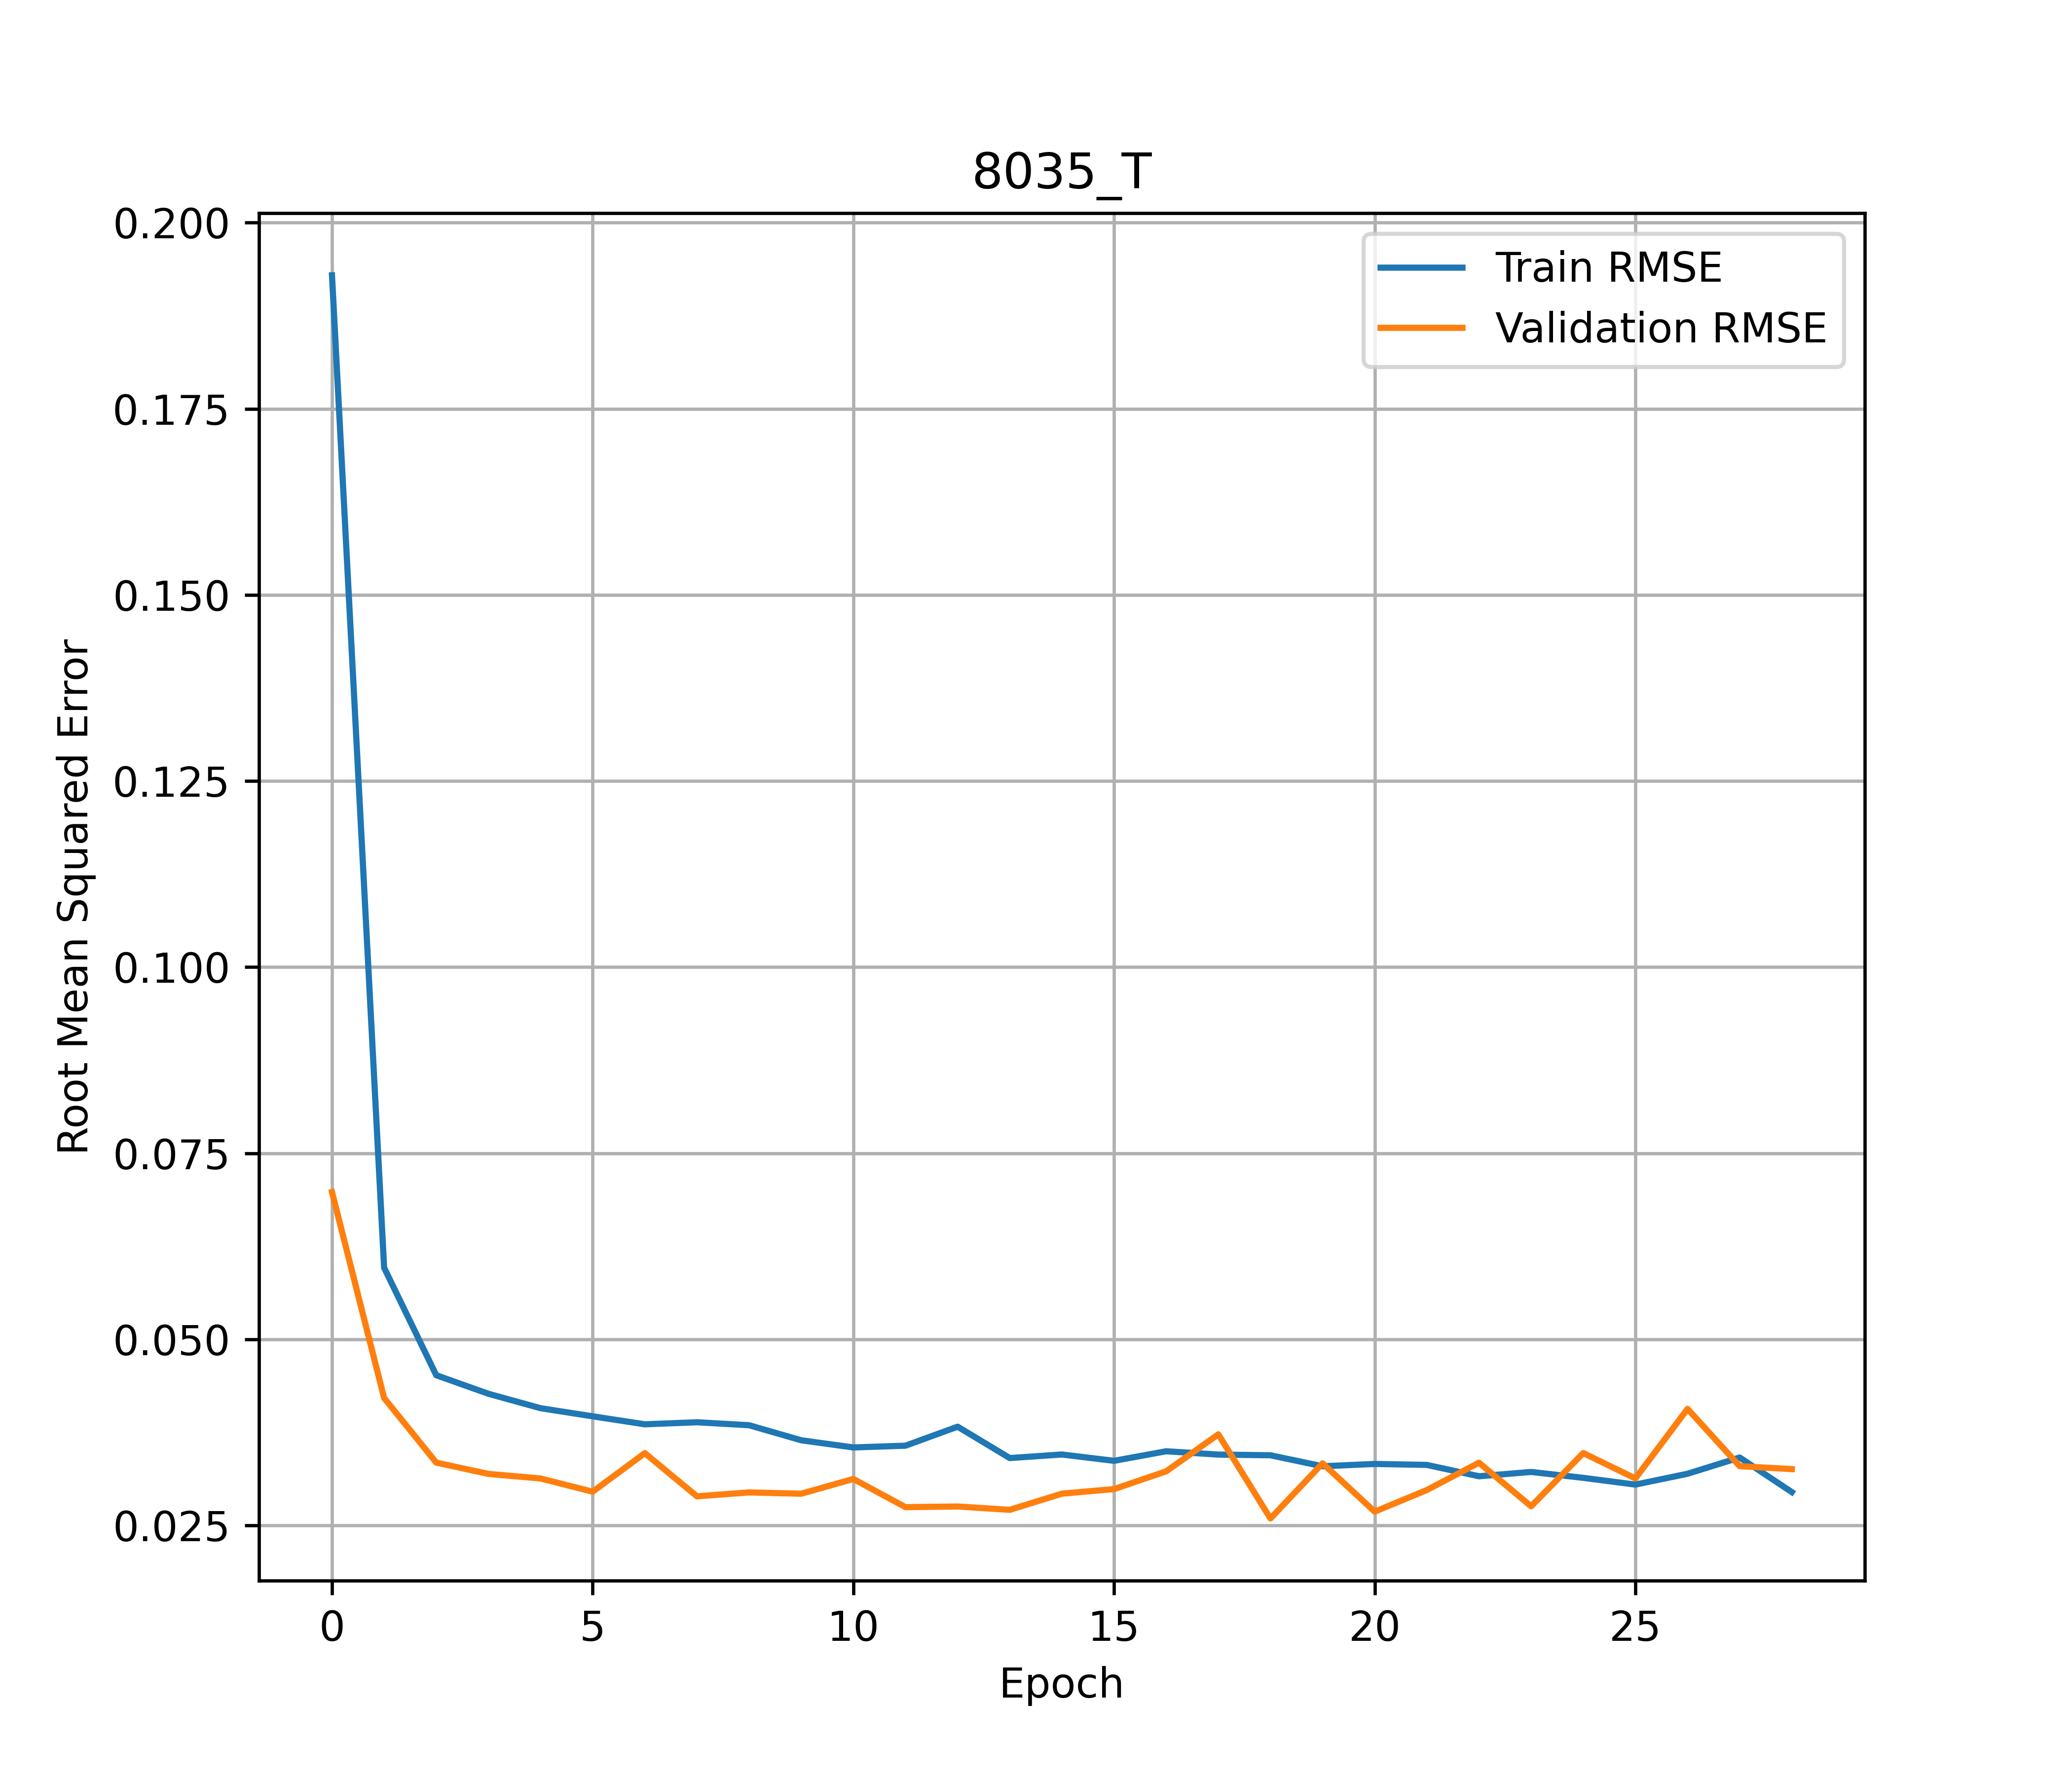 8035_T
Train RMSE
Validation RMSE
Root Mean Squared Error
0.200
0.175
0.150
0.125
0.100
0.075
0.050
0.025
0 5 10 15 20 25
Epoch